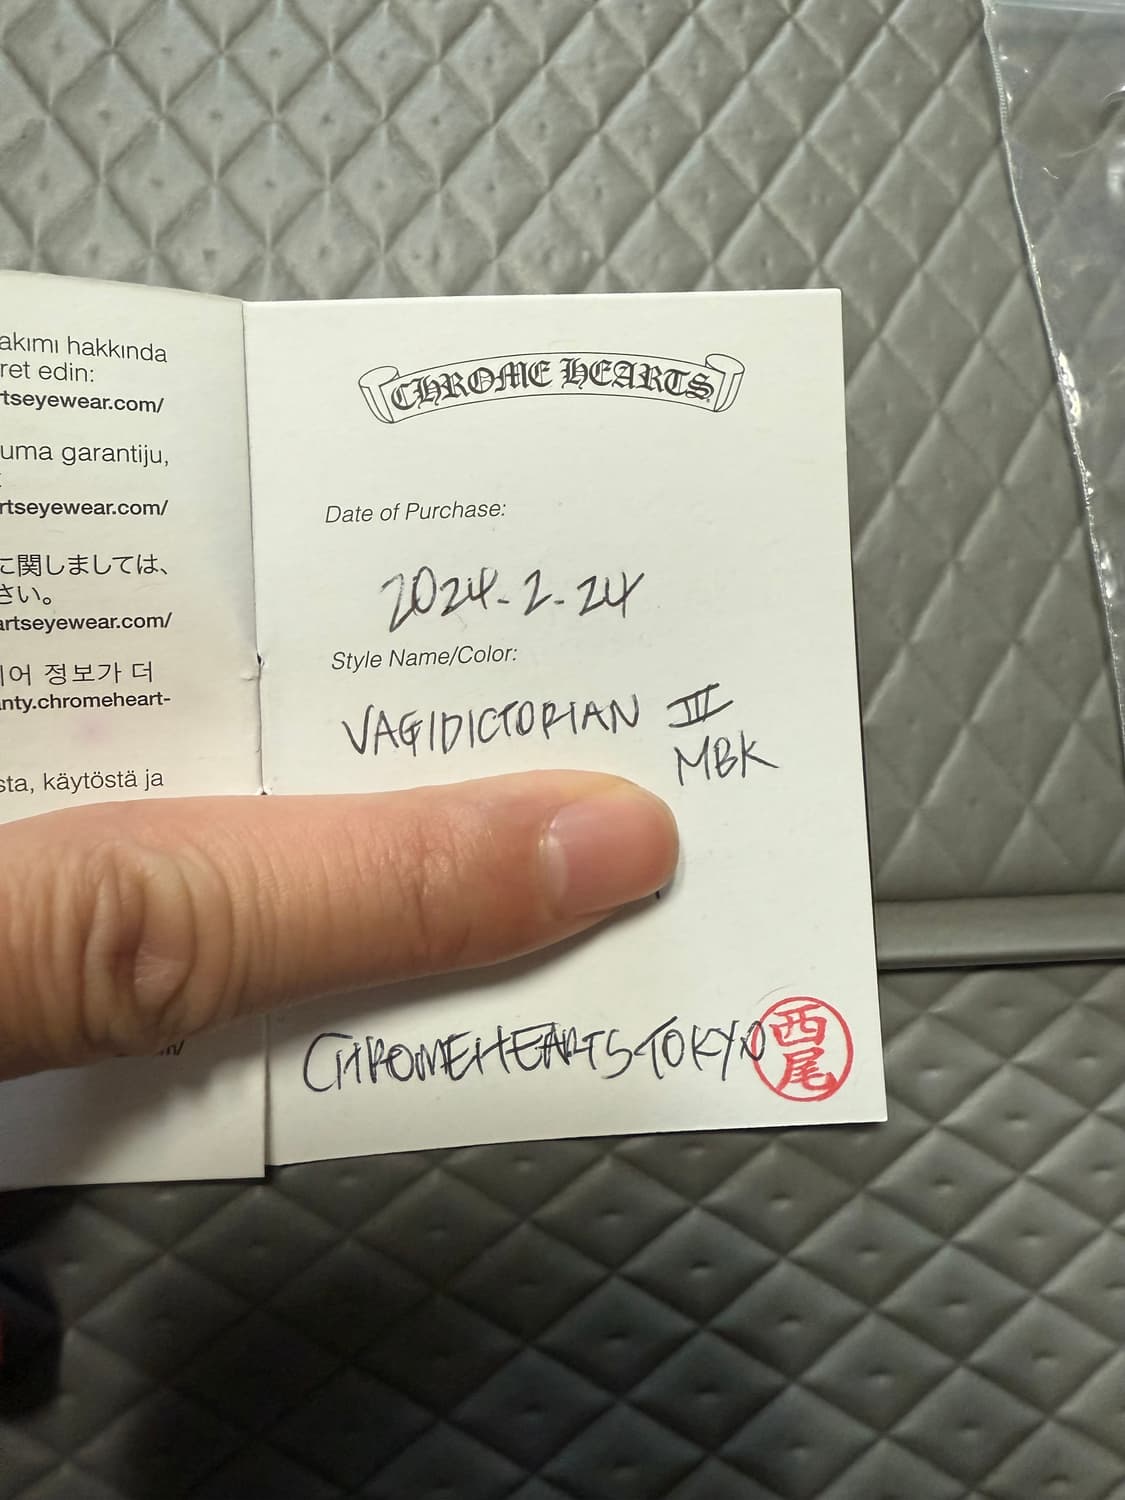 akımı hakkında
ret edin:
rtseyewear.com/
uma garantiju,
rtseyewear.com/
に関しましては、
さい。
artseyewear.com/
어 정보가 더
nty.chromeheart-
sta, käytöstä ja
CHROME HEARTS
Date of Purchase:
2024-2-24
Style Name/Color:
VAGIDICTORIAN III
MBK
CHROMEHEARTS TOKYO
西尾